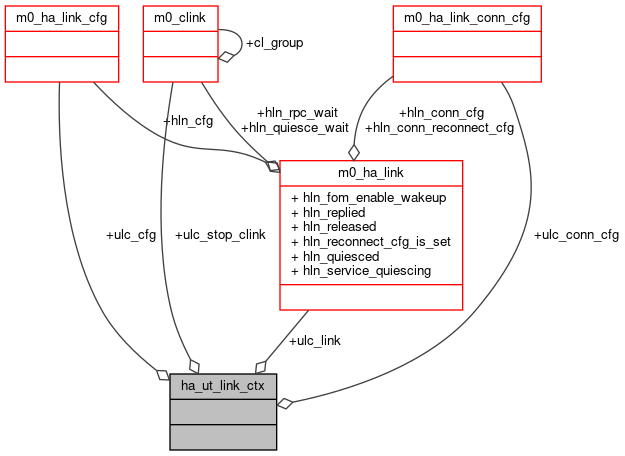 m0_ha_link_cfg
m0_clink
m0_ha_link_conn_cfg
+cl_group
+hln_cfg
+hln_rpc_wait
+hln_quiesce_wait
+hln_conn_cfg
+hln_conn_reconnect_cfg
m0_ha_link
+ hln_fom_enable_wakeup
+ hln_replied
+ hln_released
+ hln_reconnect_cfg_is_set
+ hln_quiesced
+ hln_service_quiescing
+ulc_cfg
+ulc_stop_clink
+ulc_conn_cfg
+ulc_link
ha_ut_link_ctx